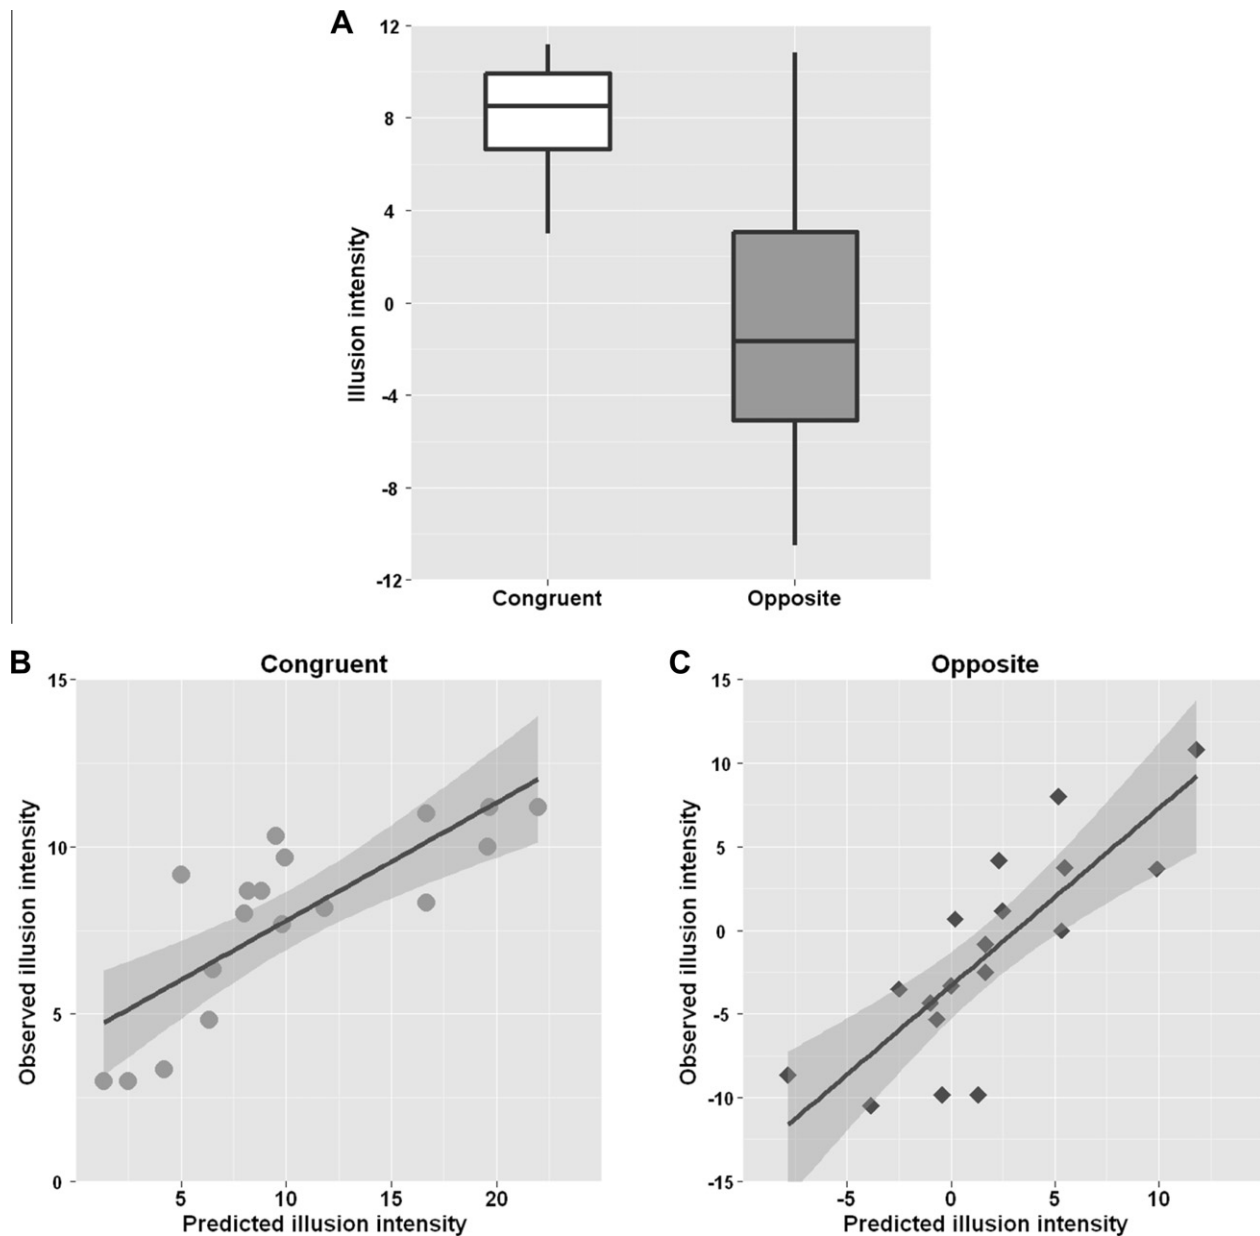 A
12
8
4
0
-4
-8
-12
Illusion intensity
Congruent Opposite
B Congruent
15
10
5
0
Observed illusion intensity
5 10 15 20
Predicted illusion intensity
C Opposite
15
10
5
0
-5
-10
-15
Observed illusion intensity
-5 0 5 10
Predicted illusion intensity